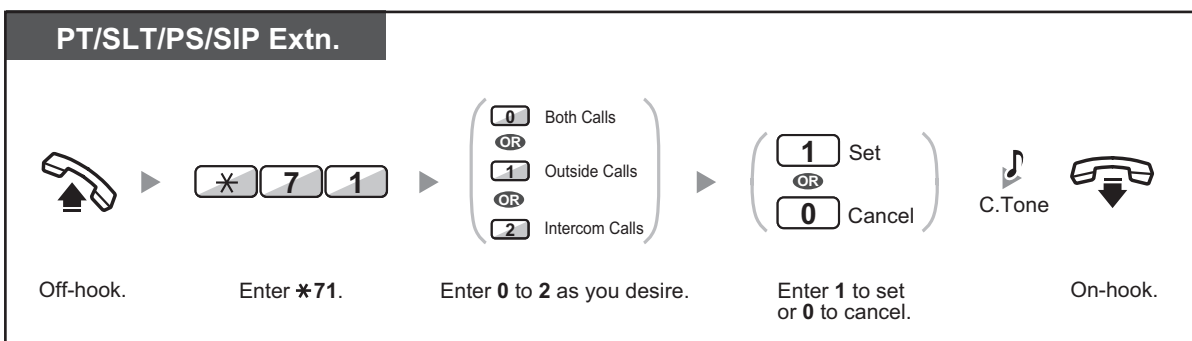 PT/SLT/PS/SIP Extn.
Off-hook.
* 7 1
Enter *71.
0 Both Calls
OR
1 Outside Calls
OR
2 Intercom Calls
Enter 0 to 2 as you desire.
1 Set
OR
0 Cancel
Enter 1 to set
or 0 to cancel.
C.Tone
On-hook.